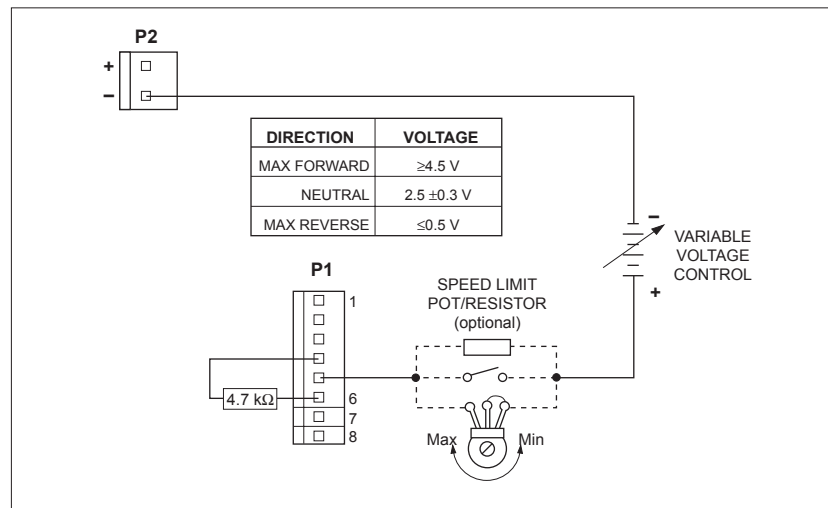 P2
+
−
DIRECTION VOLTAGE
MAX FORWARD ≥4.5 V
NEUTRAL 2.5 ±0.3 V
MAX REVERSE ≤0.5 V
−
VARIABLE
VOLTAGE
CONTROL
+
P1
1
6
7
8
4.7 kΩ
SPEED LIMIT
POT/RESISTOR
(optional)
Max Min